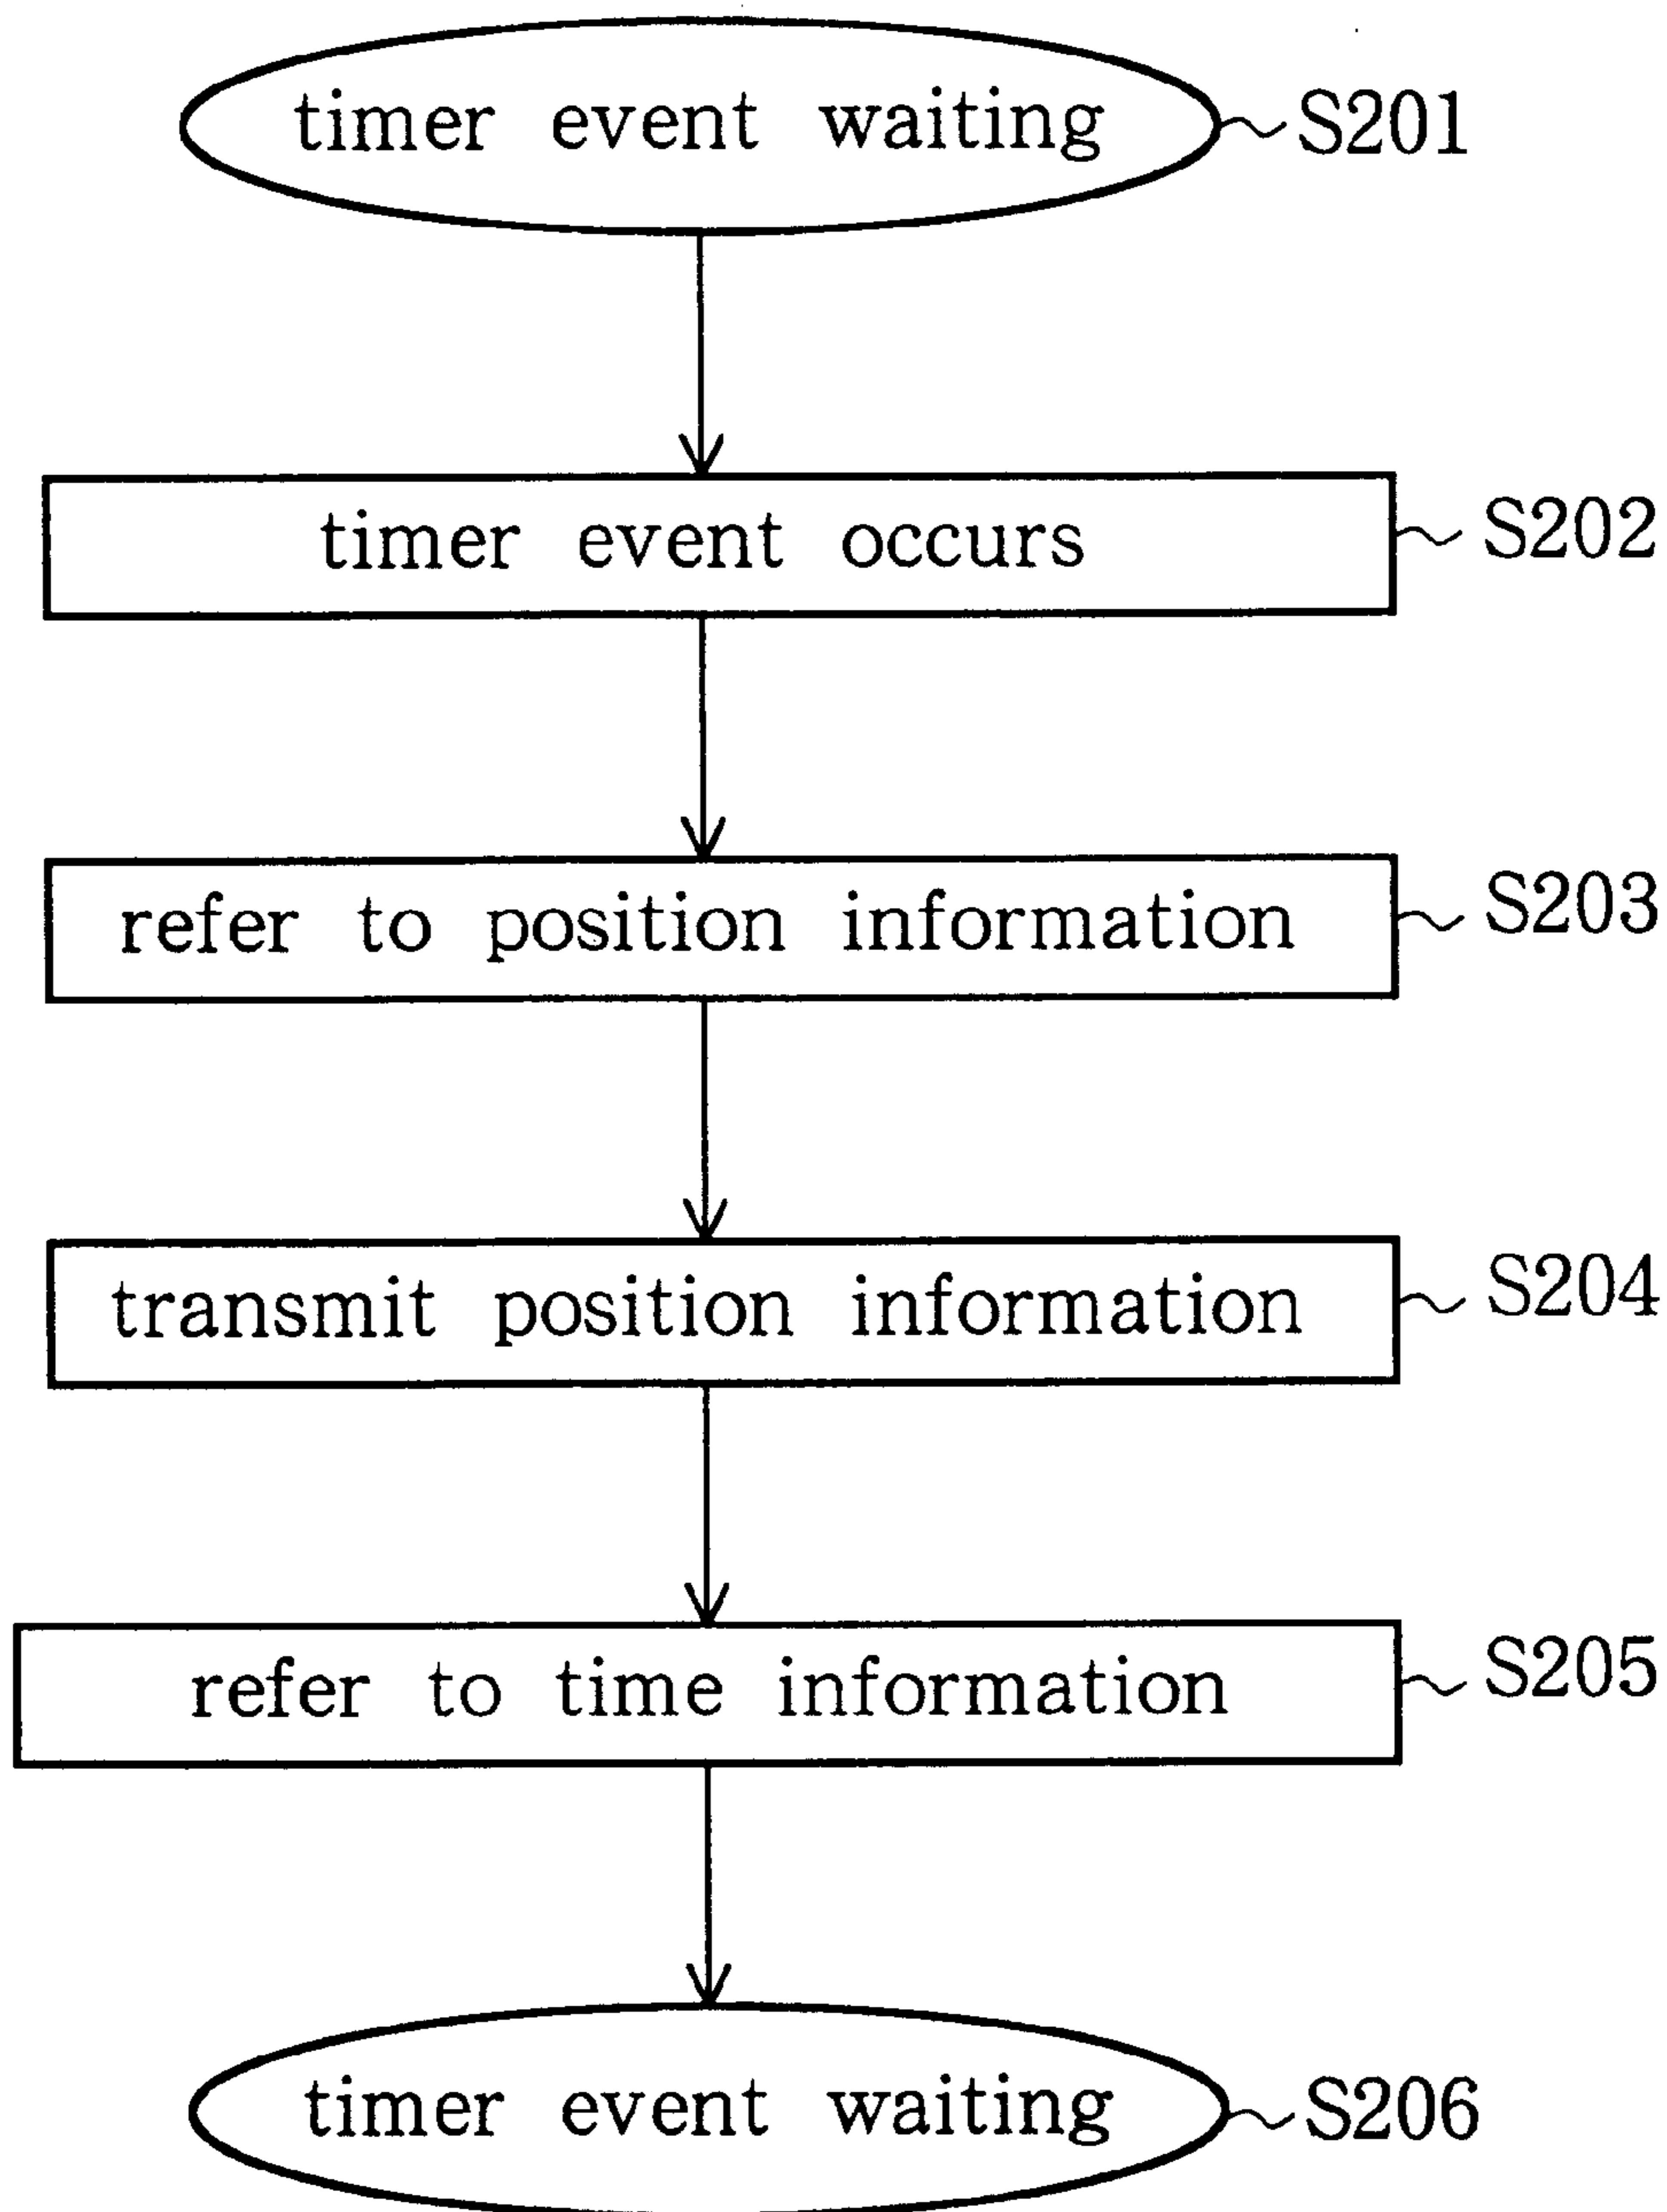 timer event waiting S201
timer event occurs S202
refer to position information S203
transmit position information S204
refer to time information S205
timer event waiting S206